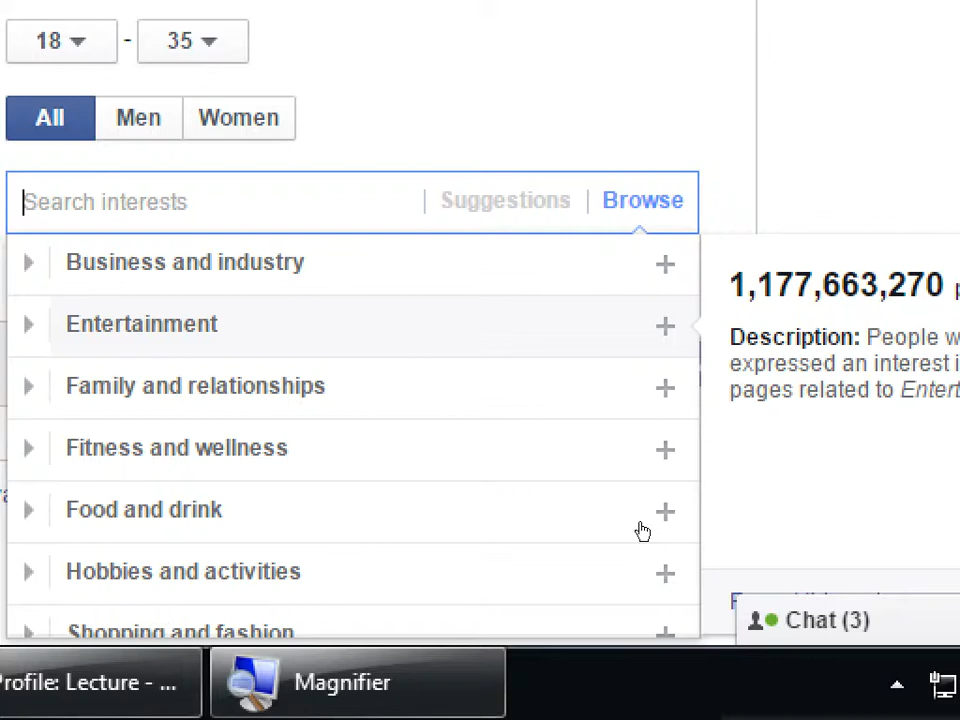 18 - 35
All Men Women
Search interests | Suggestions | Browse
Business and industry +
Entertainment +
Family and relationships +
Fitness and wellness +
Food and drink +
Hobbies and activities +
Shopping and fashion +
1,177,663,270
Description: People w
expressed an interest i
pages related to Entert
Chat (3)
Profile: Lecture - ...
Magnifier